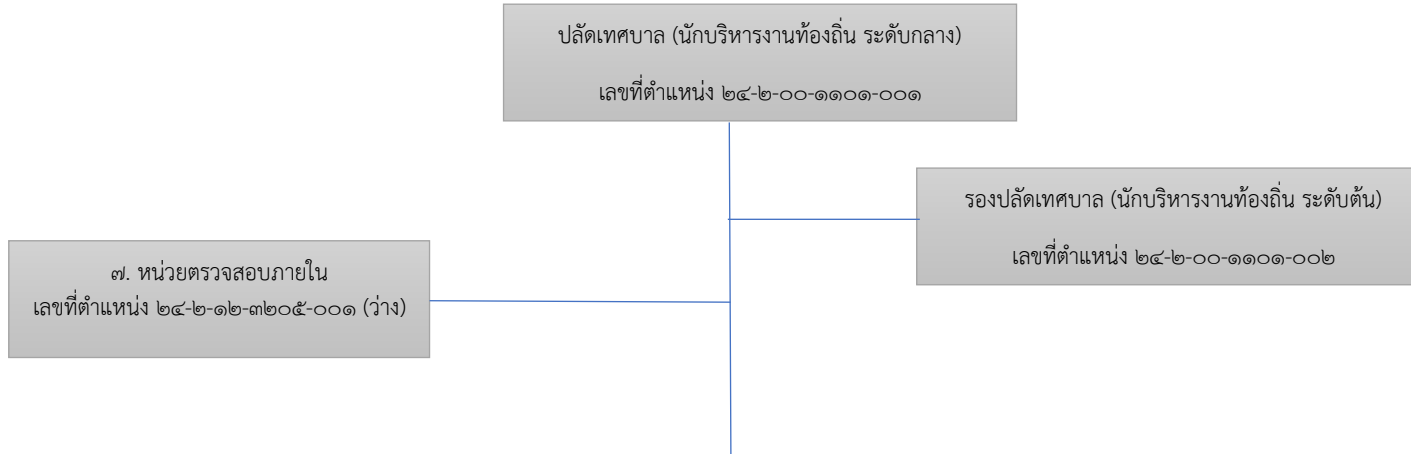 ปลัดเทศบาล (นักบริหารงานท้องถิ่น ระดับกลาง)
เลขที่ตำแหน่ง ๒๔-๒-๐๐-๑๑๐๑-๐๐๑
รองปลัดเทศบาล (นักบริหารงานท้องถิ่น ระดับต้น)
เลขที่ตำแหน่ง ๒๔-๒-๐๐-๑๑๐๑-๐๐๒
๗. หน่วยตรวจสอบภายใน
เลขที่ตำแหน่ง ๒๔-๒-๑๒-๓๒๐๕-๐๐๑ (ว่าง)